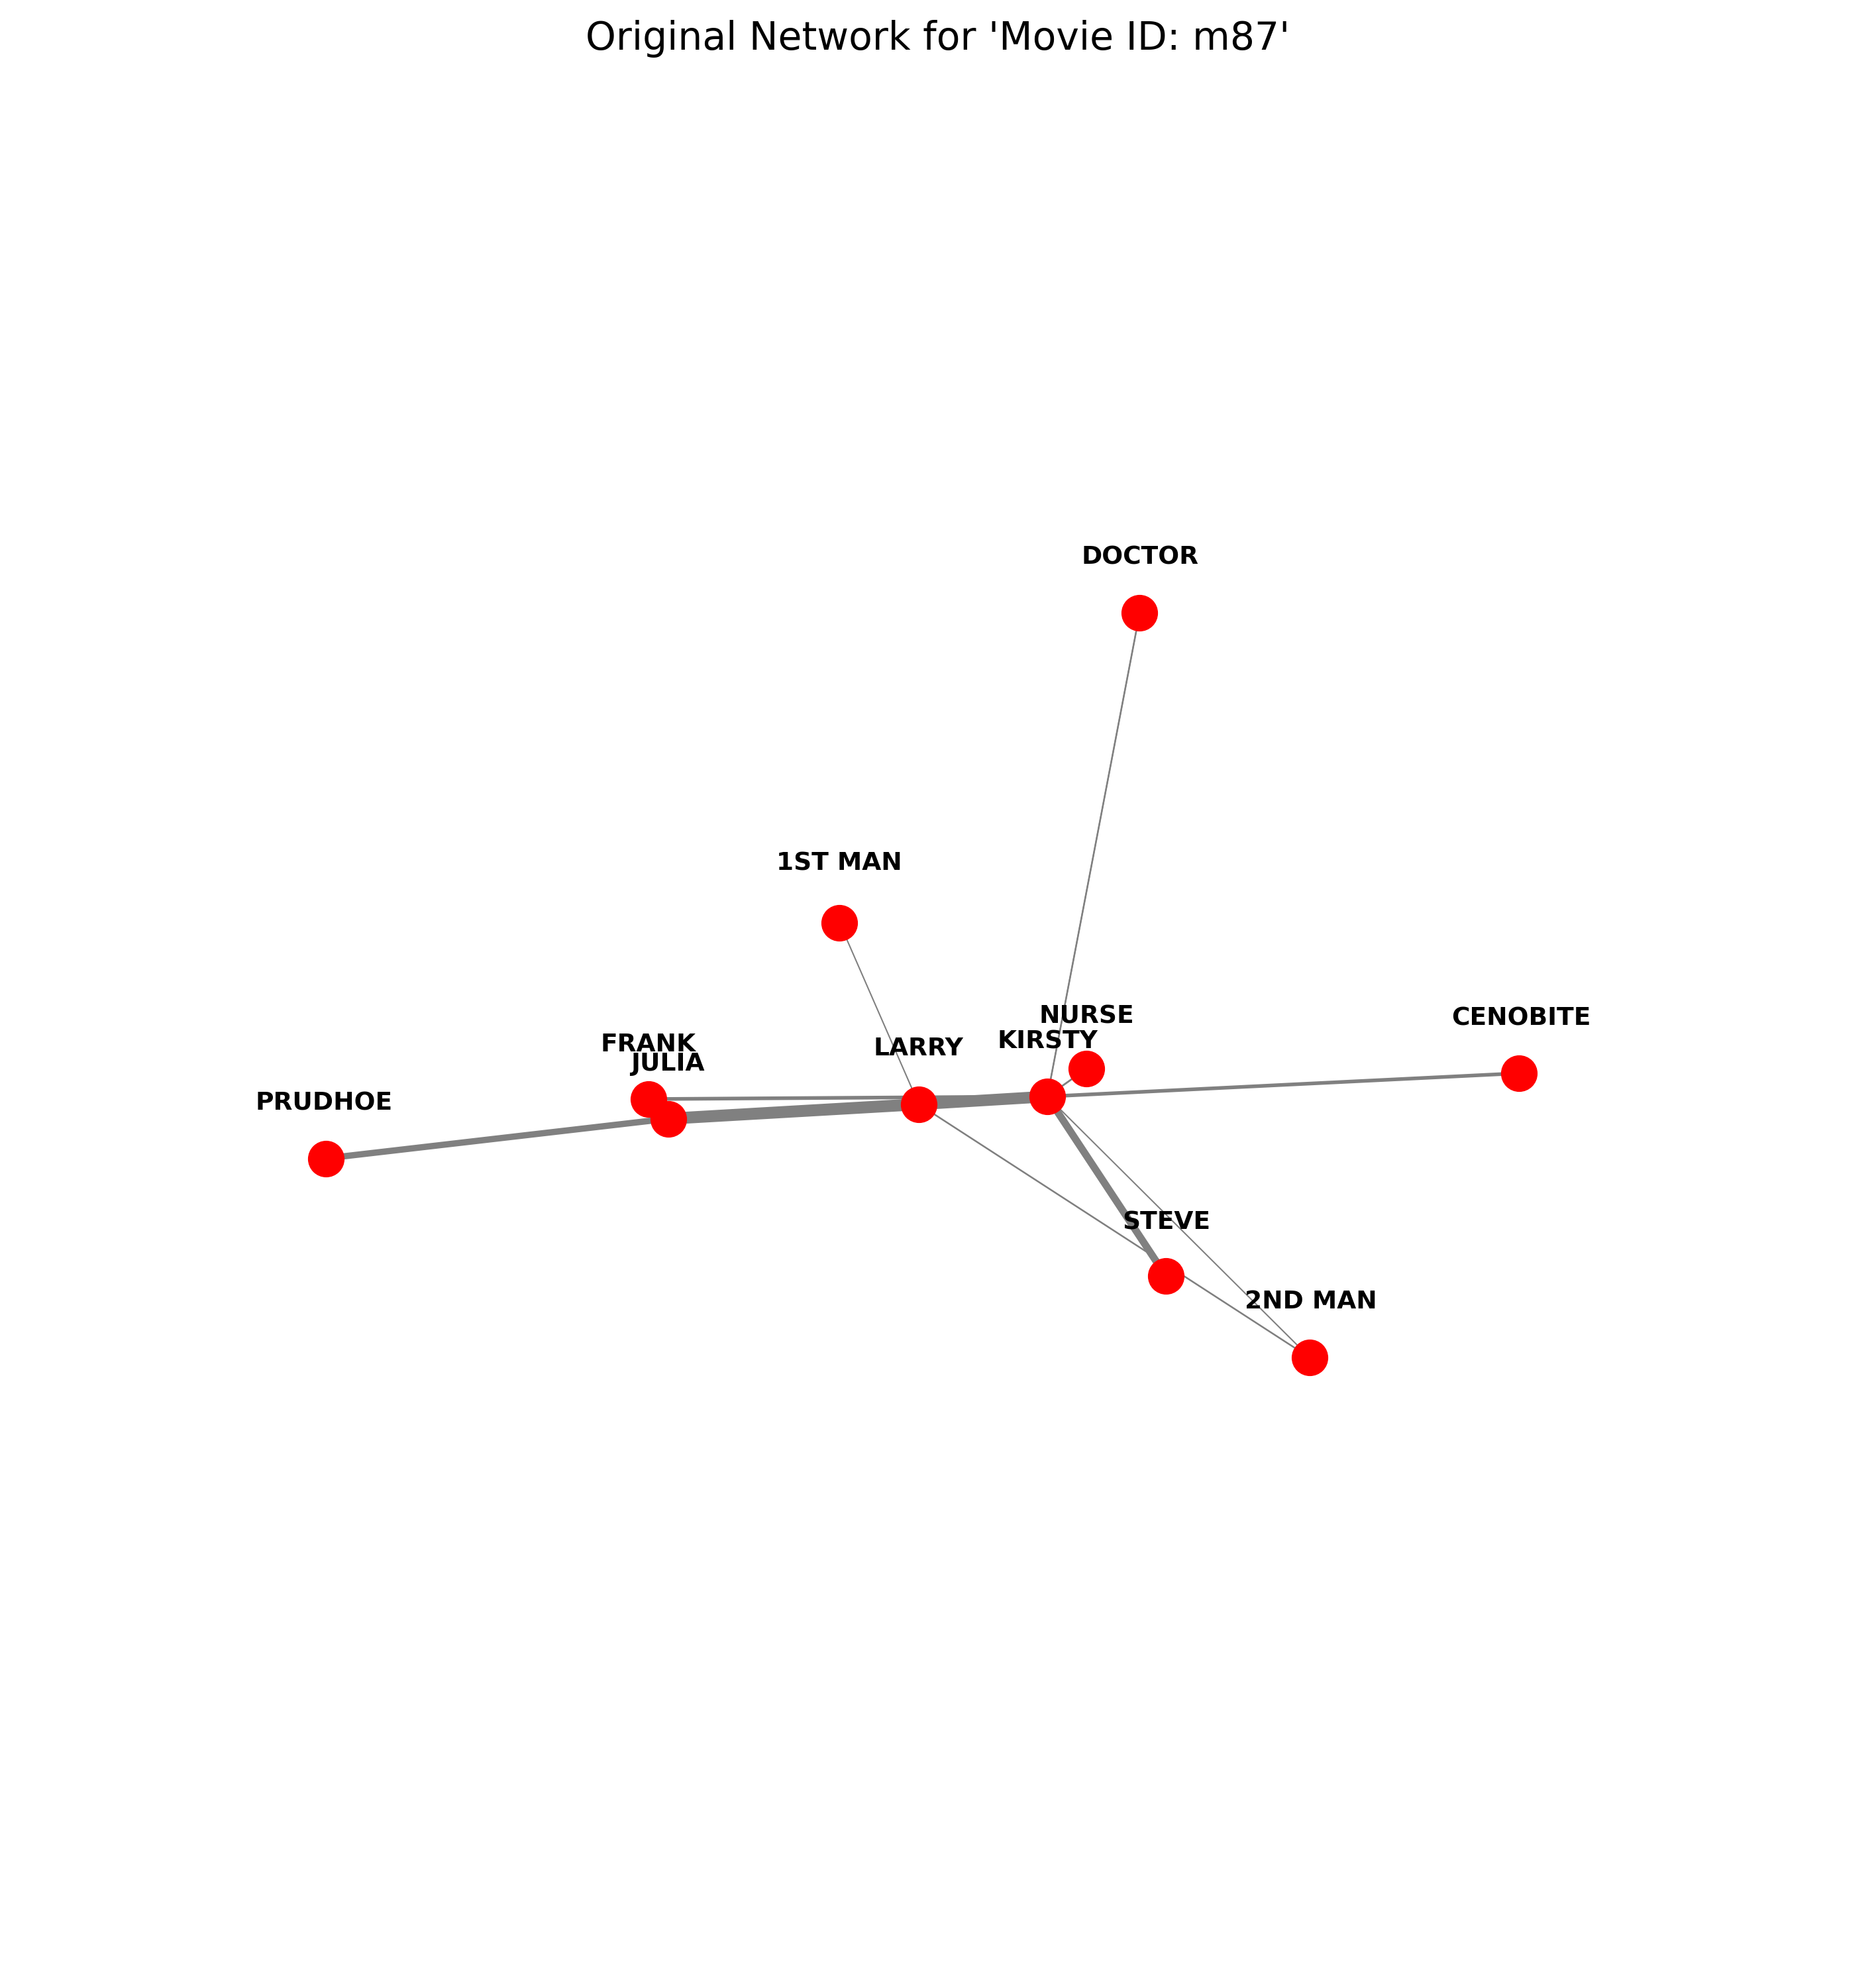 Original Network for 'Movie ID: m87'
DOCTOR
1ST MAN
NURSE
CENOBITE
KIRSTY
FRANK
LARRY
JULIA
PRUDHOE
STEVE
2ND MAN